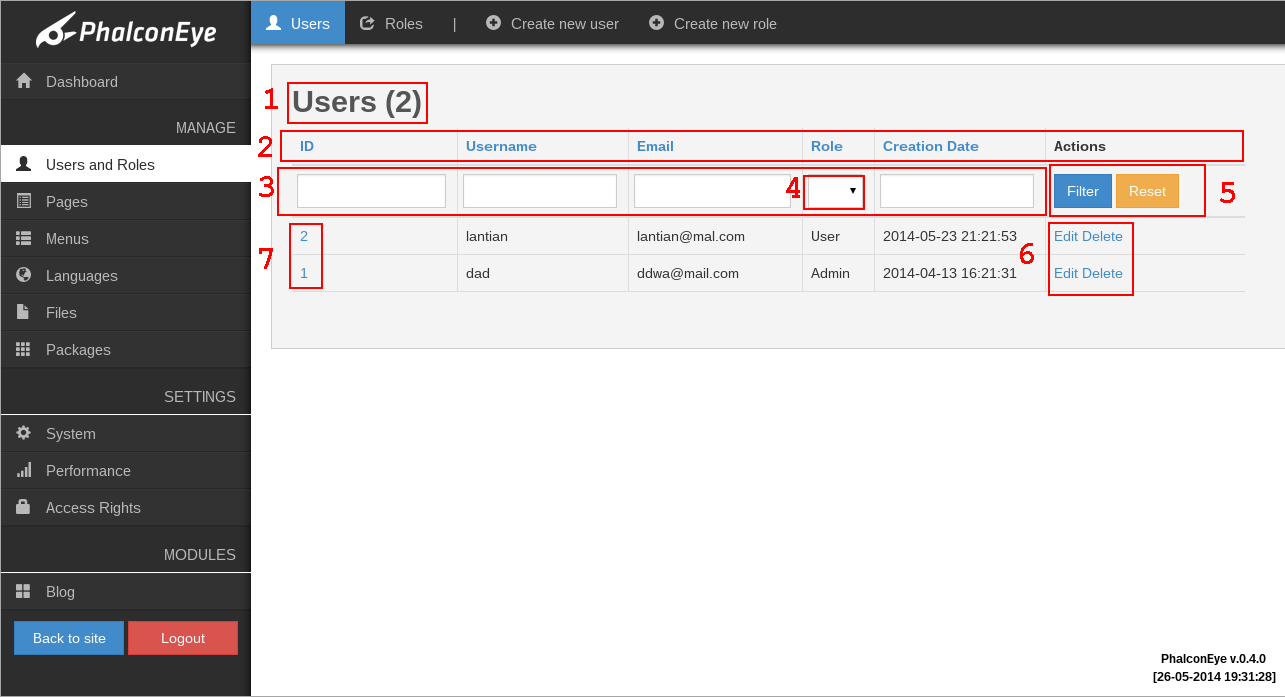 PhalconEye
Users Roles | Create new user Create new role
Dashboard
MANAGE
Users and Roles
Pages
Menus
Languages
Files
Packages
SETTINGS
System
Performance
Access Rights
MODULES
Blog
Back to site Logout
1 Users (2)
2 ID Username Email Role Creation Date Actions
3 4 Filter Reset 5
2 lantian lantian@mal.com User 2014-05-23 21:21:53 Edit Delete
7 6
1 dad ddwa@mail.com Admin 2014-04-13 16:21:31 Edit Delete
PhalconEye v.0.4.0
[26-05-2014 19:31:28]